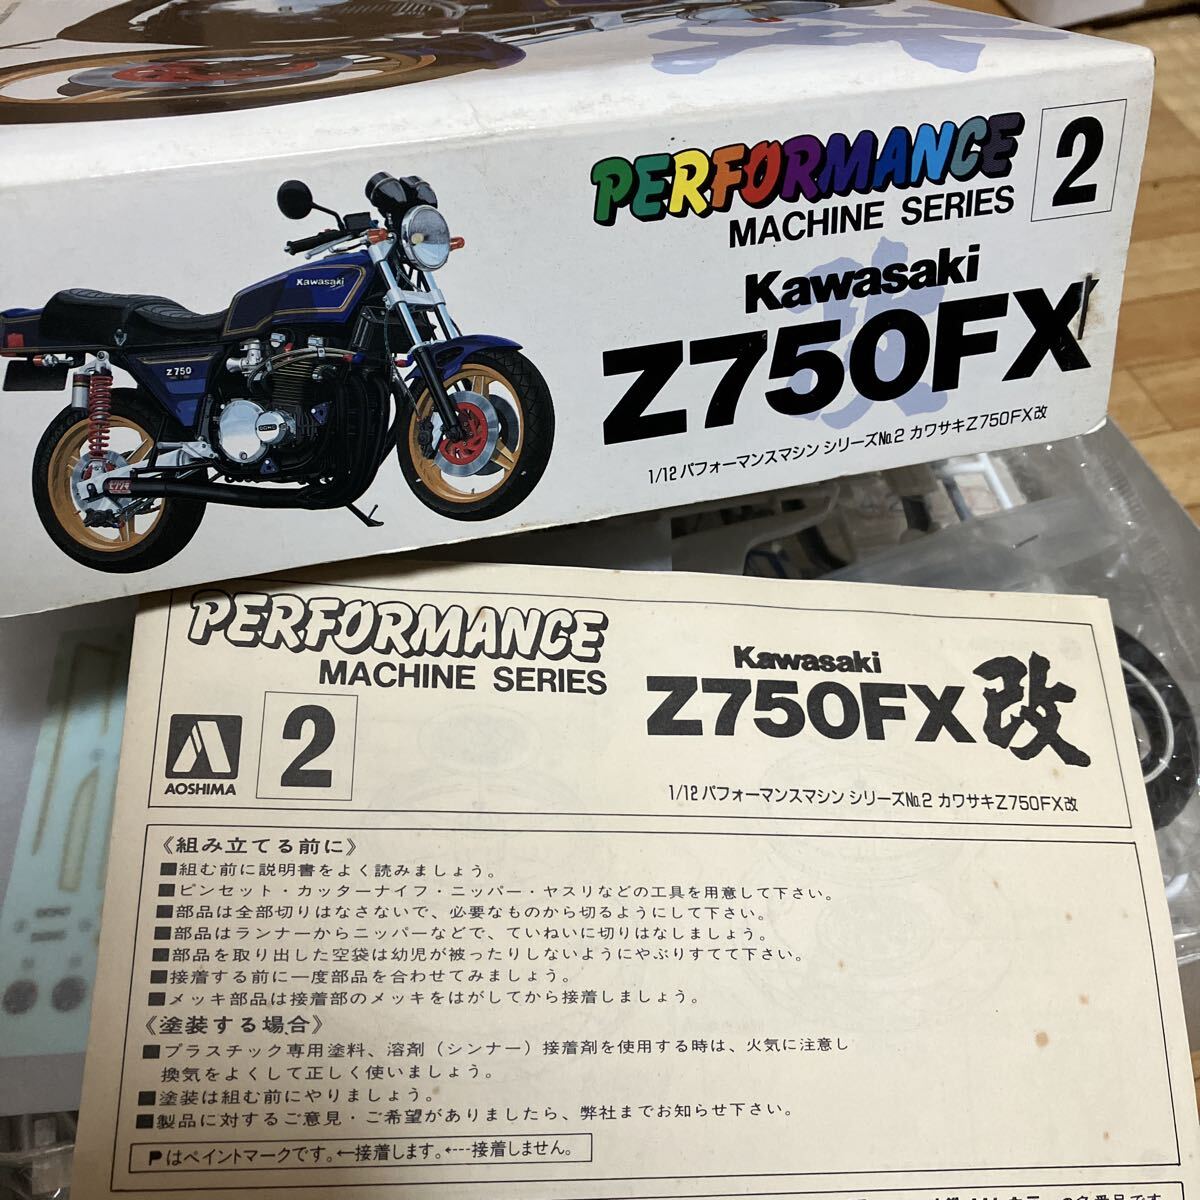 PERFORMANCE
MACHINE SERIES
2
Kawasaki
Z750FX
改
1/12 パフォーマンスマシン シリーズ№2 カワサキZ750FX改
Kawasaki
Z750
PERFORMANCE
MACHINE SERIES
AOSHIMA
2
Kawasaki
Z750FX改
1/12 パフォーマンスマシン シリーズ№2 カワサキZ750FX改
《組み立てる前に》
■組む前に説明書をよく読みましょう。
■ピンセット・カッターナイフ・ニッパー・ヤスリなどの工具を用意して下さい。
■部品は全部切りはなさないで、必要なものから切るようにして下さい。
■部品はランナーからニッパーなどで、ていねいに切りはなしましょう。
■部品を取り出した空袋は幼児が被ったりしないようにやぶりすてて下さい。
■接着する前に一度部品を合わせてみましょう。
■メッキ部品は接着部のメッキをはがしてから接着しましょう。
《塗装する場合》
■プラスチック専用塗料、溶剤（シンナー）接着剤を使用する時は、火気に注意し
換気をよくして正しく使いましょう。
■塗装は組む前にやりましょう。
■製品に対するご意見・ご希望がありましたら、弊社までお知らせ下さい。
Pはペイントマークです。←接着します。←---接着しません。